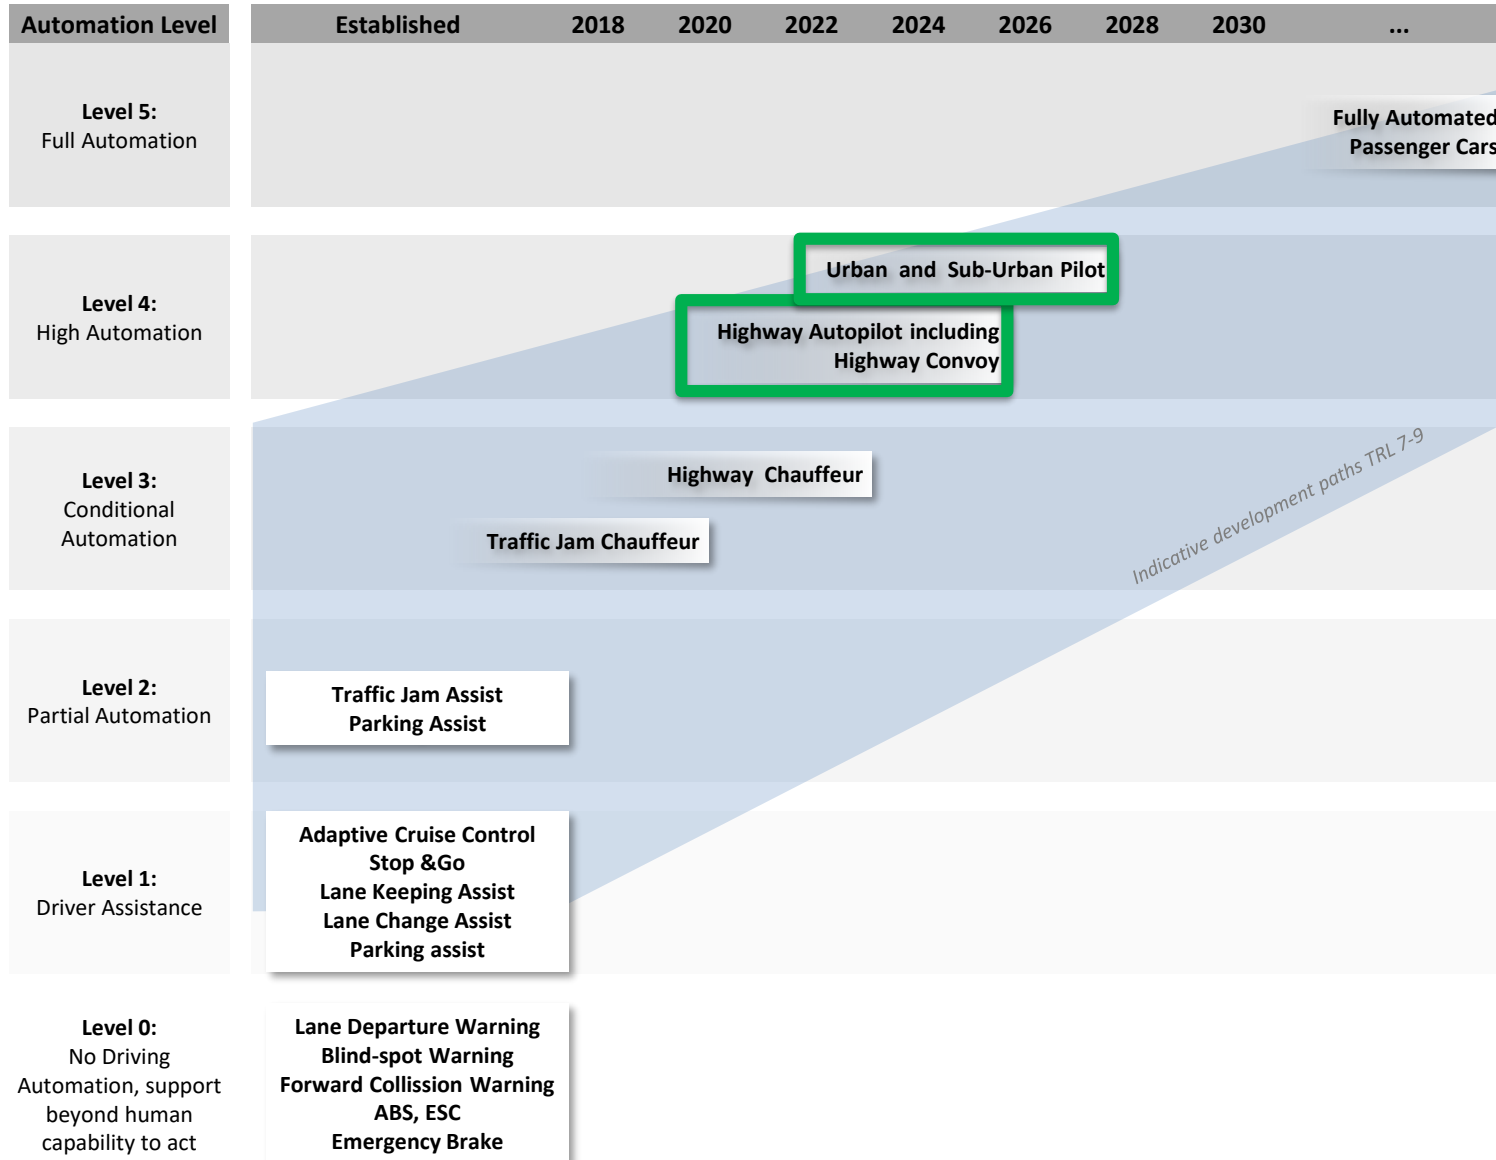 Automation Level
Established 2018 2020 2022 2024 2026 2028 2030 ...
Level 5:
Full Automation
Fully Automated
Passenger Cars
Level 4:
High Automation
Urban and Sub-Urban Pilot
Highway Autopilot including
Highway Convoy
Level 3:
Conditional
Automation
Highway Chauffeur
Traffic Jam Chauffeur
Indicative development paths TRL 7-9
Level 2:
Partial Automation
Traffic Jam Assist
Parking Assist
Level 1:
Driver Assistance
Adaptive Cruise Control
Stop &Go
Lane Keeping Assist
Lane Change Assist
Parking assist
Level 0:
No Driving
Automation, support
beyond human
capability to act
Lane Departure Warning
Blind-spot Warning
Forward Collission Warning
ABS, ESC
Emergency Brake